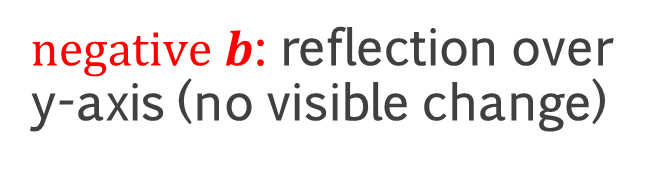 negative b: reflection over
y-axis (no visible change)